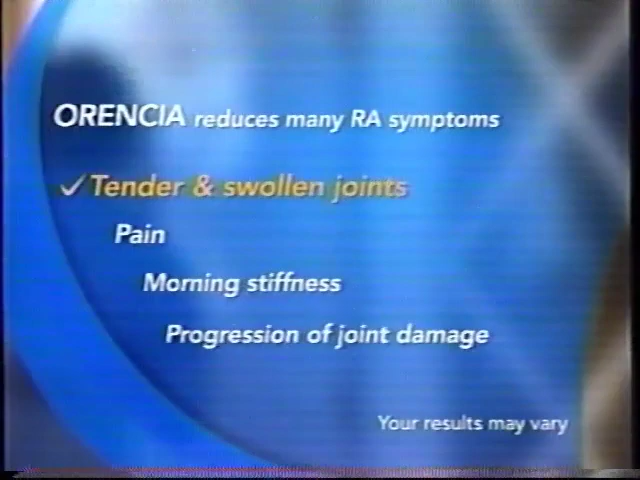 ORENCIA reduces many RA symptoms
✓ Tender & swollen joints
Pain
Morning stiffness
Progression of joint damage
Your results may vary